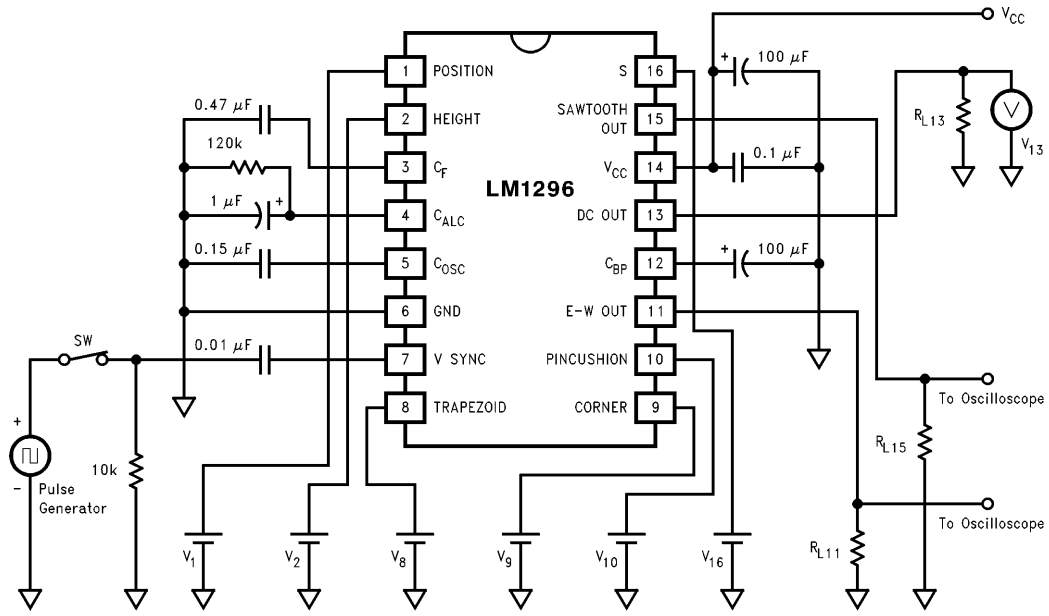 V_CC
+ 100 μF
1 POSITION
S 16
0.47 μF
2 HEIGHT
SAWTOOTH OUT 15
R_L13
V
V_13
120k
3 C_F
V_CC 14
0.1 μF
LM1296
1 μF +
4 C_ALC
DC OUT 13
0.15 μF
5 C_OSC
C_BP 12
+ 100 μF
6 GND
E-W OUT 11
SW
0.01 μF
7 V SYNC
PINCUSHION 10
8 TRAPEZOID
CORNER 9
To Oscilloscope
+
-
Pulse
Generator
10k
R_L15
To Oscilloscope
V_1
V_2
V_8
V_9
V_10
V_16
R_L11